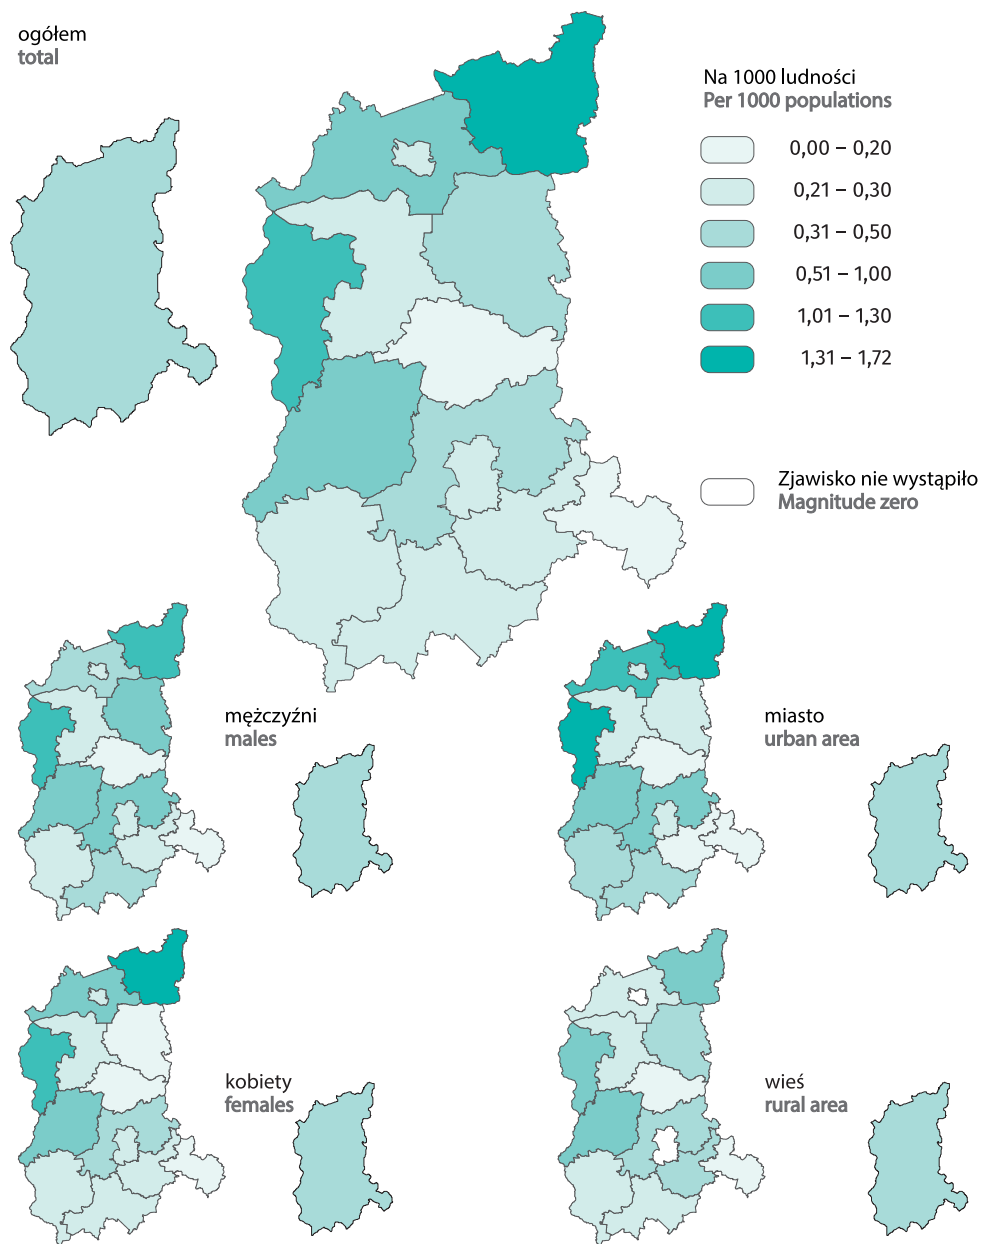 ogółem
total
Na 1000 ludności
Per 1000 populations
0,00 – 0,20
0,21 – 0,30
0,31 – 0,50
0,51 – 1,00
1,01 – 1,30
1,31 – 1,72
Zjawisko nie wystąpiło
Magnitude zero
mężczyźni
males
miasto
urban area
kobiety
females
wieś
rural area